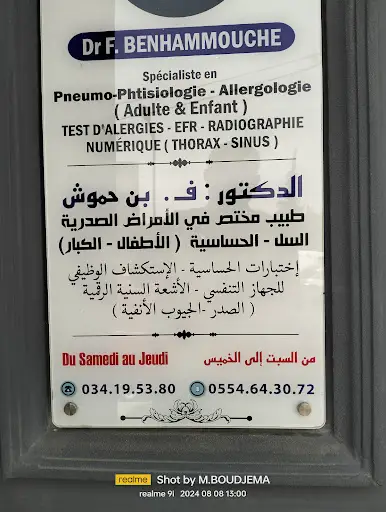 Dr F. BENHAMMOUCHE
Spécialiste en
Pneumo-Phtisiologie - Allergologie
( Adulte & Enfant )
TEST D'ALERGIES - EFR - RADIOGRAPHIE
NUMÉRIQUE ( THORAX - SINUS )
الدكتور : ف . بن حموش
طبيب مختص في الأمراض الصدرية
السل - الحساسية ( الأطفال - الكبار )
إختبارات الحساسية - الإستكشاف الوظيفي
للجهاز التنفسي - الأشعة السنية الرقمية
( الصدر -الجيوب الأنفية )
Du Samedi au Jeudi من السبت إلى الخميس
034.19.53.80 0554.64.30.72
realme Shot by M.BOUDJEMA
realme 9i 2024 08 08 13:00